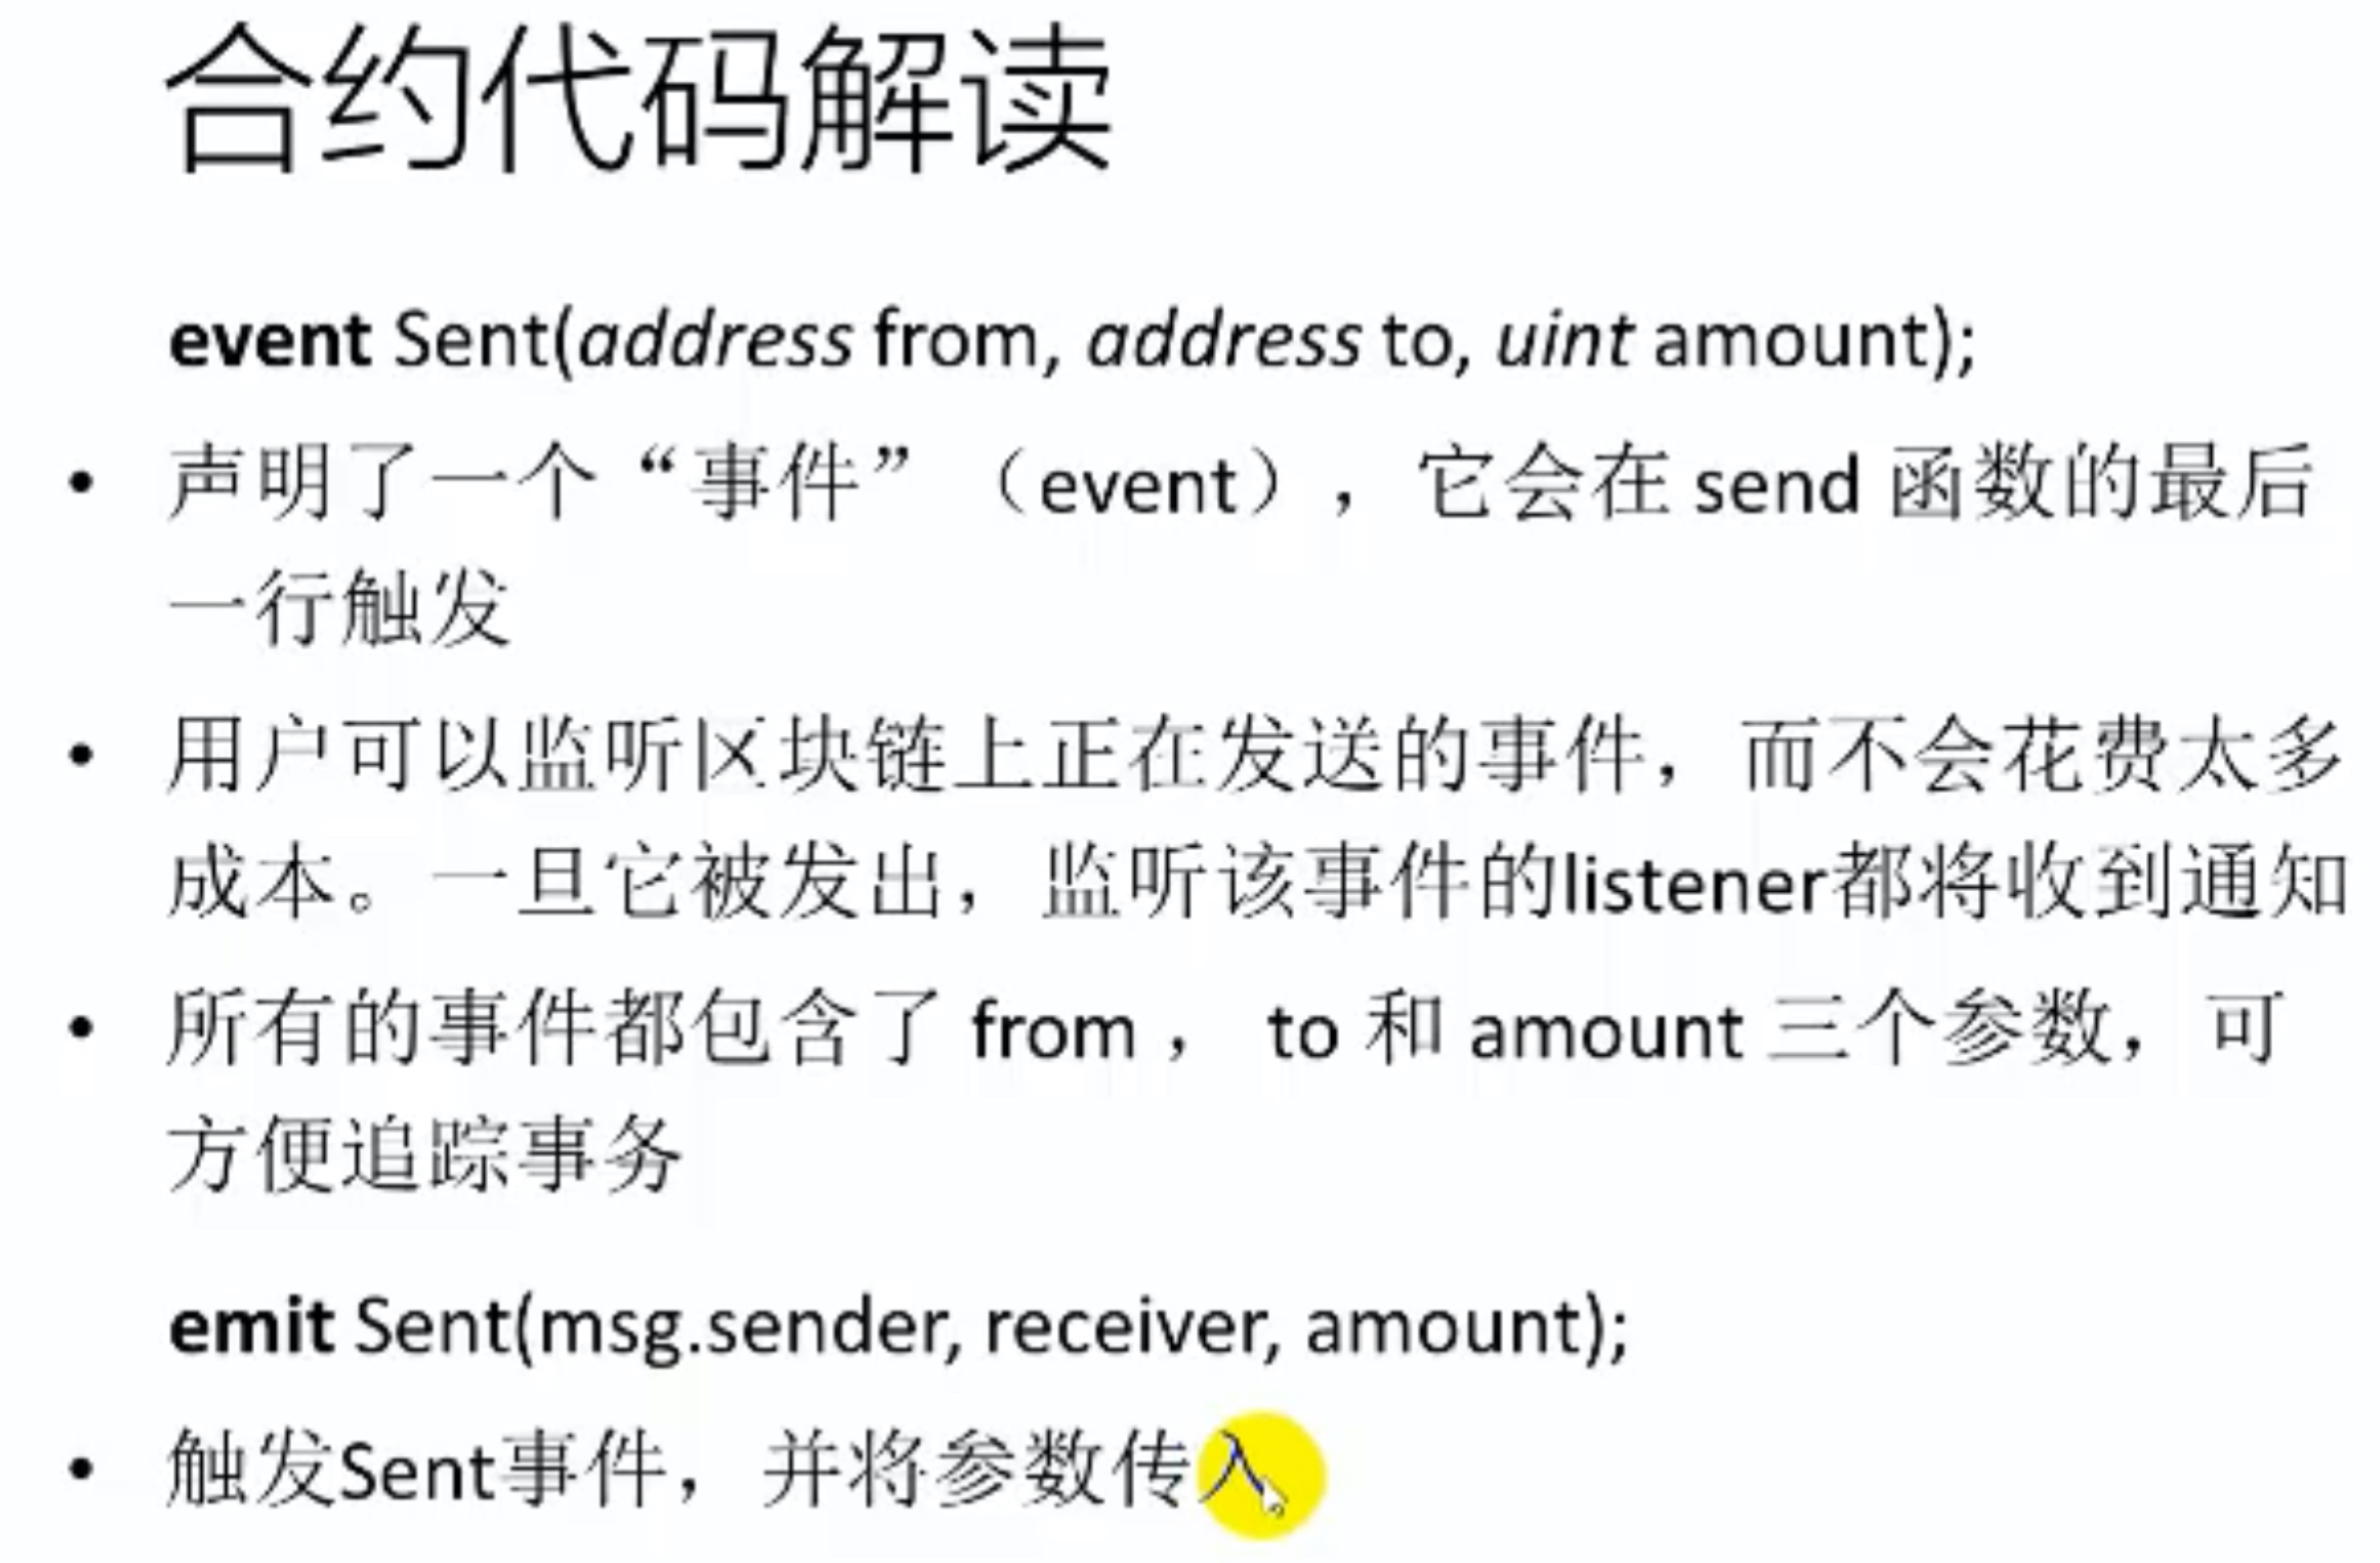 合约代码解读
event Sent(address from, address to, uint amount);
• 声明了一个“事件”（event），它会在 send 函数的最后
一行触发
• 用户可以监听区块链上正在发送的事件，而不会花费太多
成本。一旦它被发出，监听该事件的listener都将收到通知
• 所有的事件都包含了 from ， to 和 amount 三个参数，可
方便追踪事务
emit Sent(msg.sender, receiver, amount);
• 触发Sent事件，并将参数传入